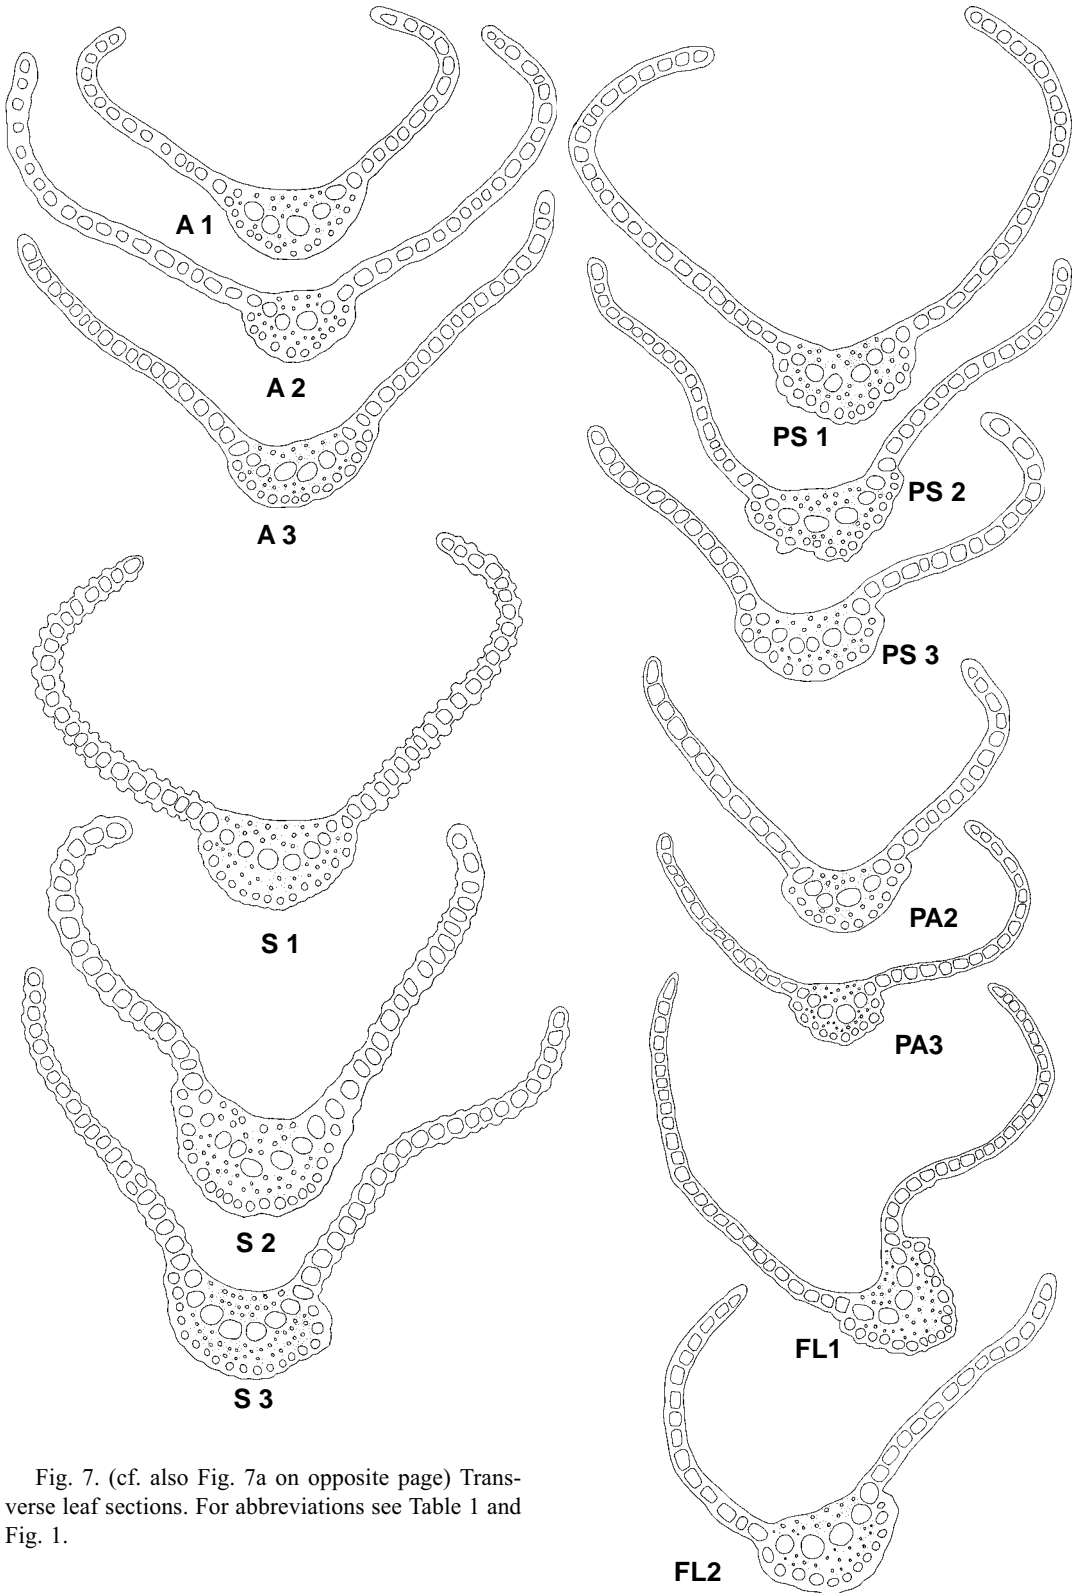 A 1
A 2
A 3
PS 1
PS 2
PS 3
S 1
S 2
S 3
PA2
PA3
FL1
FL2
Fig. 7. (cf. also Fig. 7a on opposite page) Trans-
verse leaf sections. For abbreviations see Table 1 and
Fig. 1.